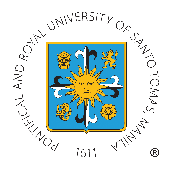 PONTIFICAL AND ROYAL UNIVERSITY OF SANTO TOMAS, MANILA
1611
®